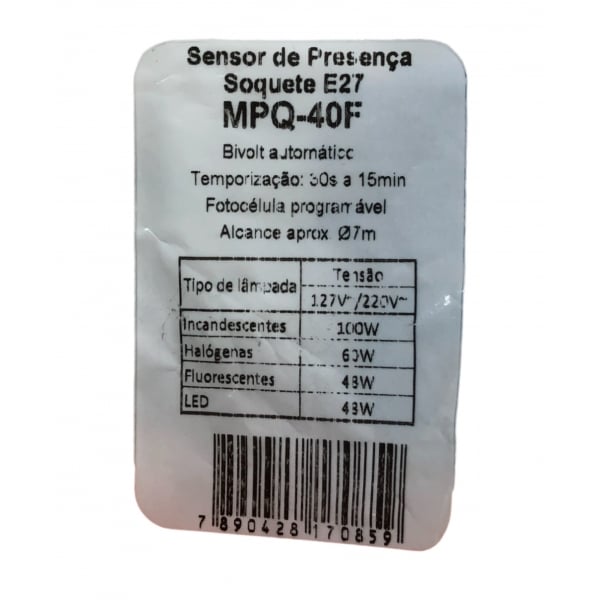 Sensor de Presença
Soquete E27
MPQ-40F
Bivolt automático
Temporização: 30s a 15min
Fotocélula programável
Alcance aprox. Ø7m
Tipo de lâmpada
Tensão
127V~/220V~
Incandescentes 100W
Halógenas 60W
Fluorescentes 48W
LED 48W
7 890428 170859